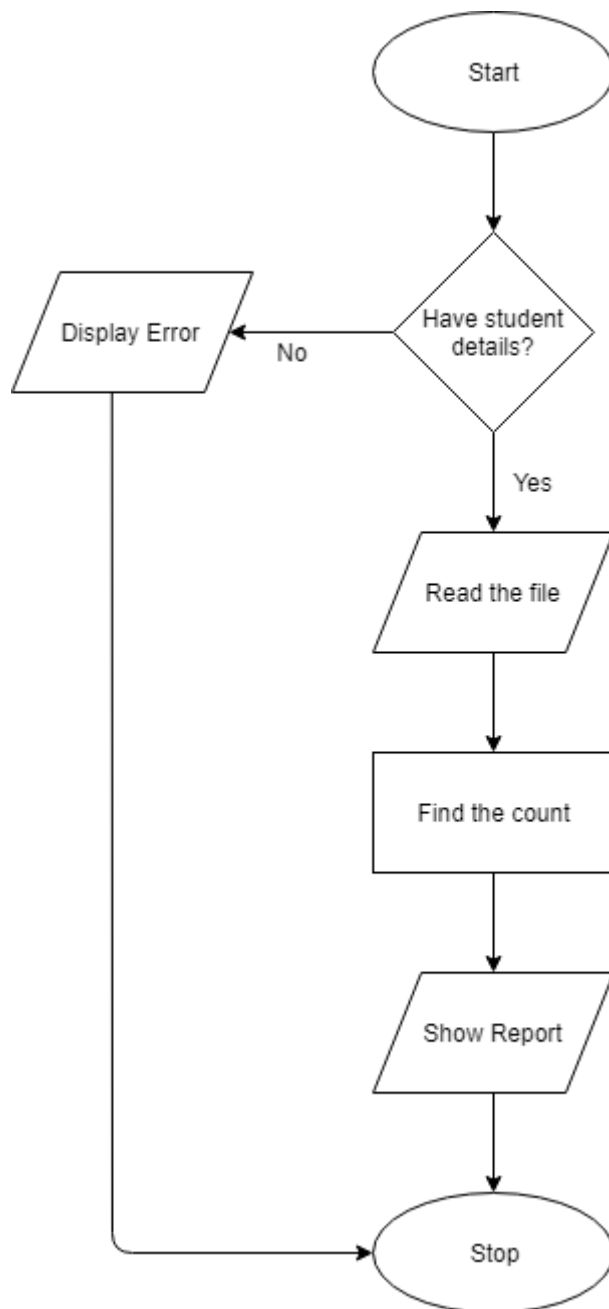 Start
Have student
details?
Display Error
No
Yes
Read the file
Find the count
Show Report
Stop